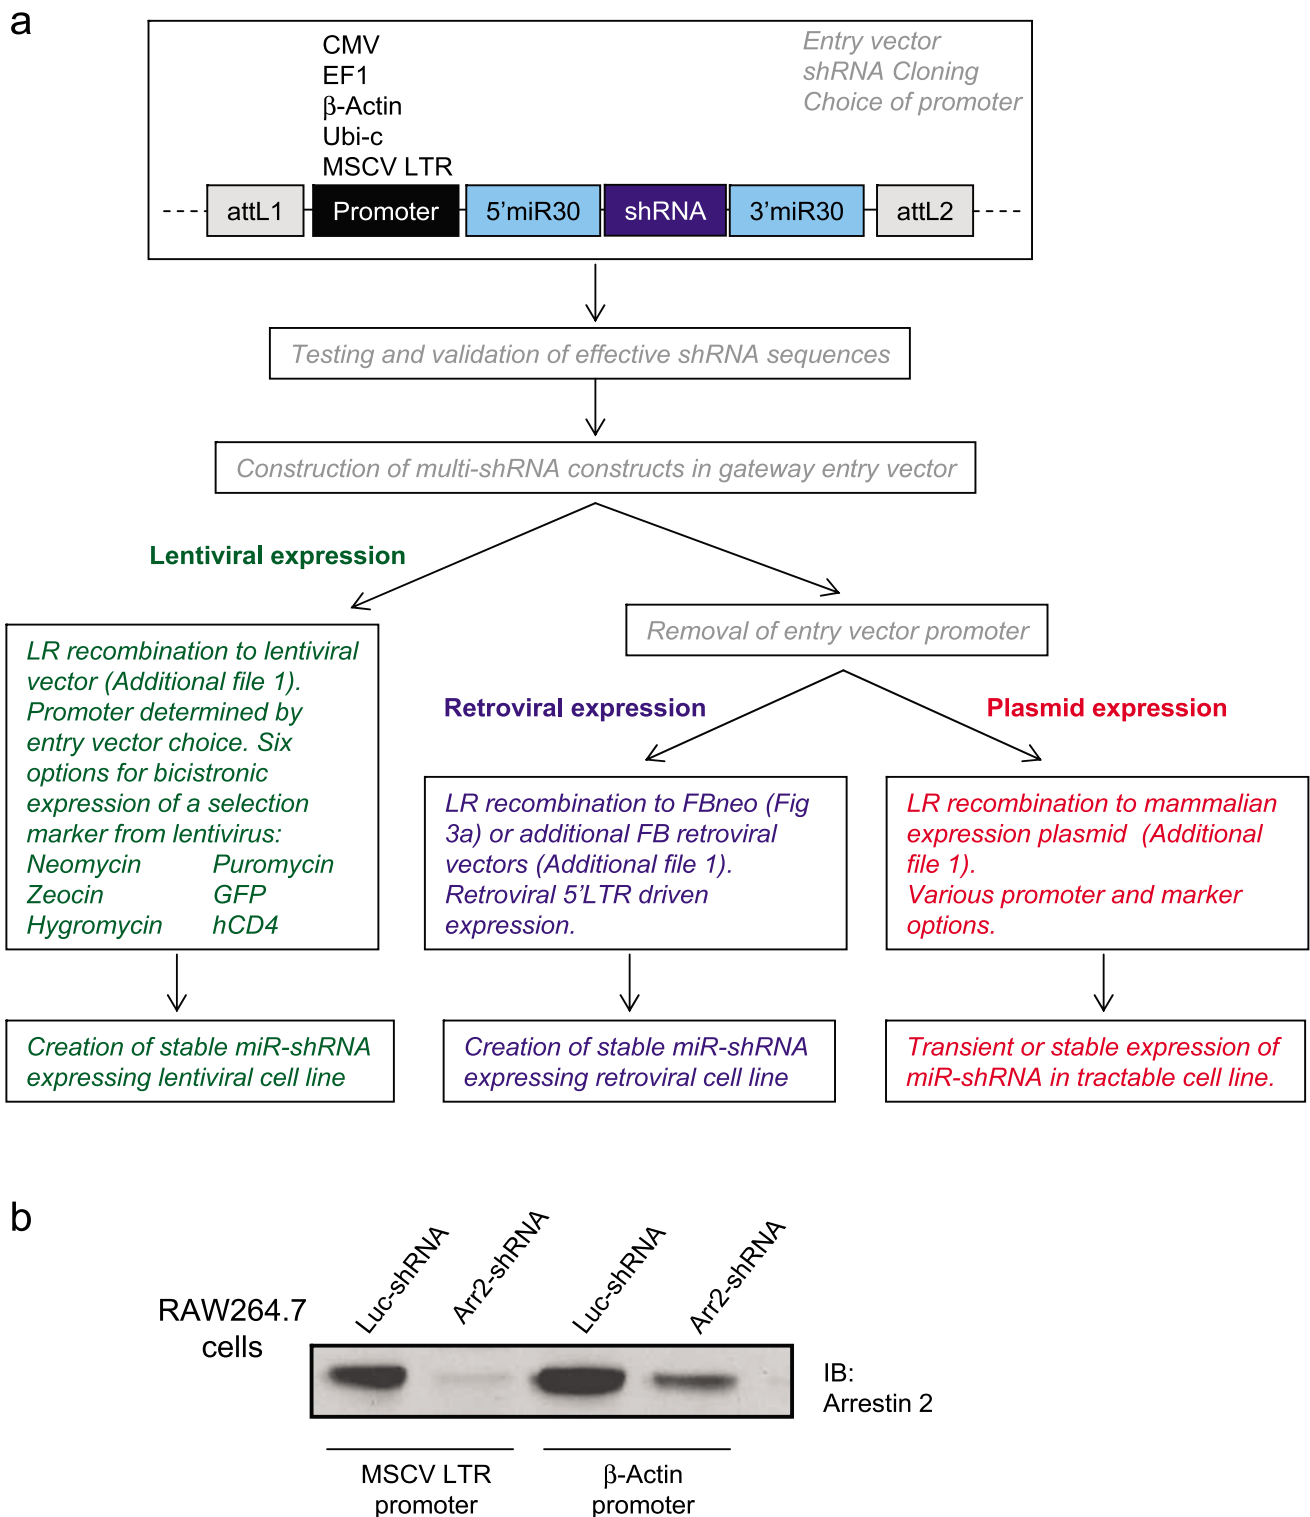 a
CMV
EF1
β-Actin
Ubi-c
MSCV LTR
Entry vector
shRNA Cloning
Choice of promoter
attL1 Promoter 5'miR30 shRNA 3'miR30 attL2
Testing and validation of effective shRNA sequences
Construction of multi-shRNA constructs in gateway entry vector
Lentiviral expression
LR recombination to lentiviral
vector (Additional file 1).
Promoter determined by
entry vector choice. Six
options for bicistronic
expression of a selection
marker from lentivirus:
Neomycin Puromycin
Zeocin GFP
Hygromycin hCD4
Creation of stable miR-shRNA
expressing lentiviral cell line
Removal of entry vector promoter
Retroviral expression
LR recombination to FBneo (Fig
3a) or additional FB retroviral
vectors (Additional file 1).
Retroviral 5'LTR driven
expression.
Creation of stable miR-shRNA
expressing retroviral cell line
Plasmid expression
LR recombination to mammalian
expression plasmid (Additional
file 1).
Various promoter and marker
options.
Transient or stable expression of
miR-shRNA in tractable cell line.
b
Luc-shRNA
Arr2-shRNA
Luc-shRNA
Arr2-shRNA
RAW264.7
cells
IB:
Arrestin 2
MSCV LTR
promoter
β-Actin
promoter